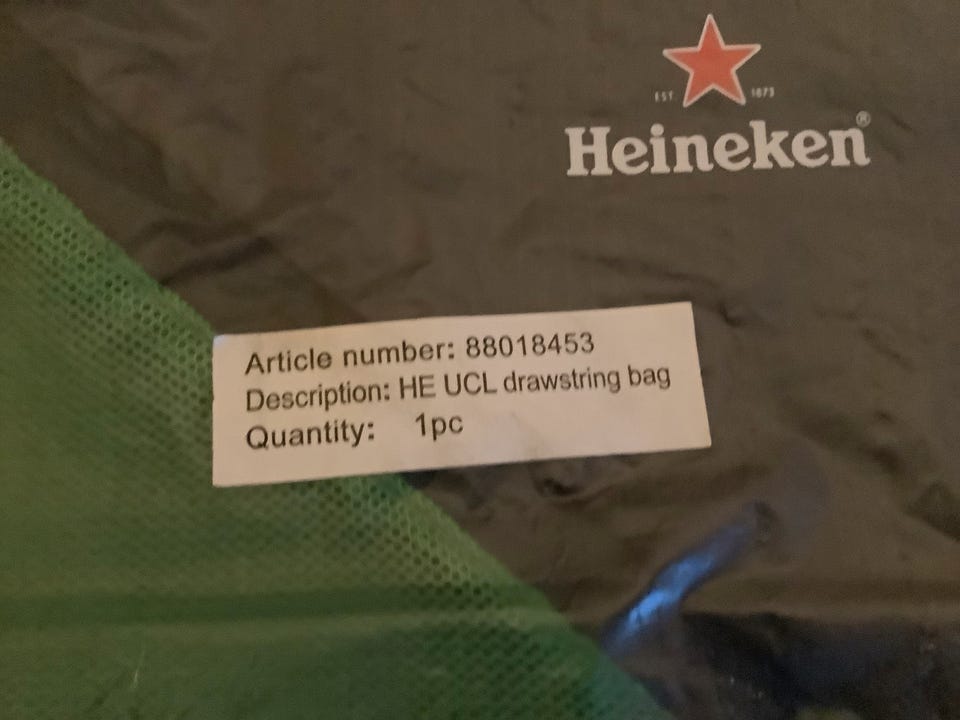 EST. 1873
Heineken®
Article number: 88018453
Description: HE UCL drawstring bag
Quantity: 1pc